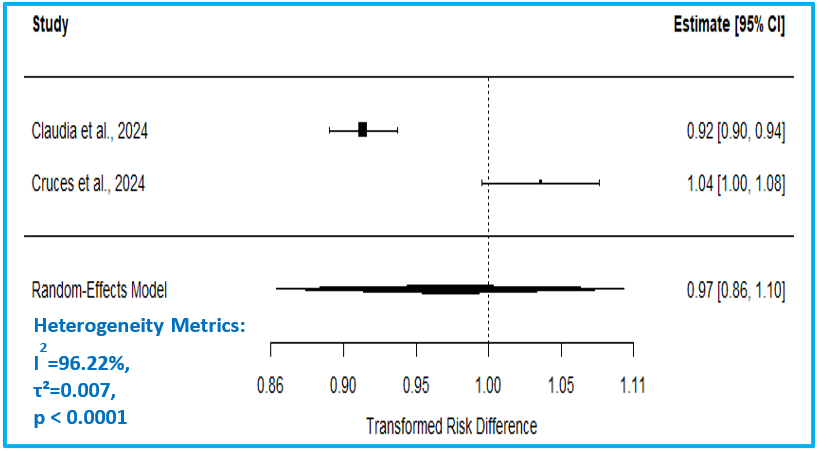 Study Estimate [95% CI]
Claudia et al., 2024 0.92 [0.90, 0.94]
Cruces et al., 2024 1.04 [1.00, 1.08]
Random-Effects Model 0.97 [0.86, 1.10]
Heterogeneity Metrics:
I²=96.22%,
τ²=0.007,
p < 0.0001
0.86 0.90 0.95 1.00 1.05 1.11
Transformed Risk Difference